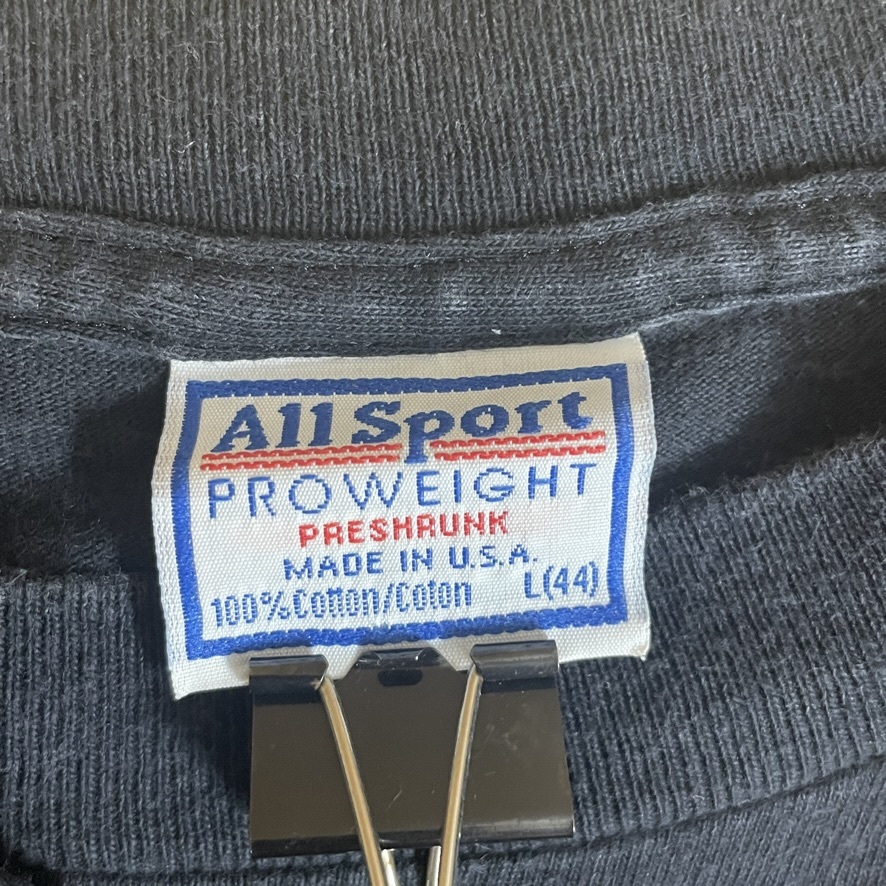 All Sport
PROWEIGHT
PRESHRUNK
MADE IN U.S.A.
100% Cotton/Coton L(44)